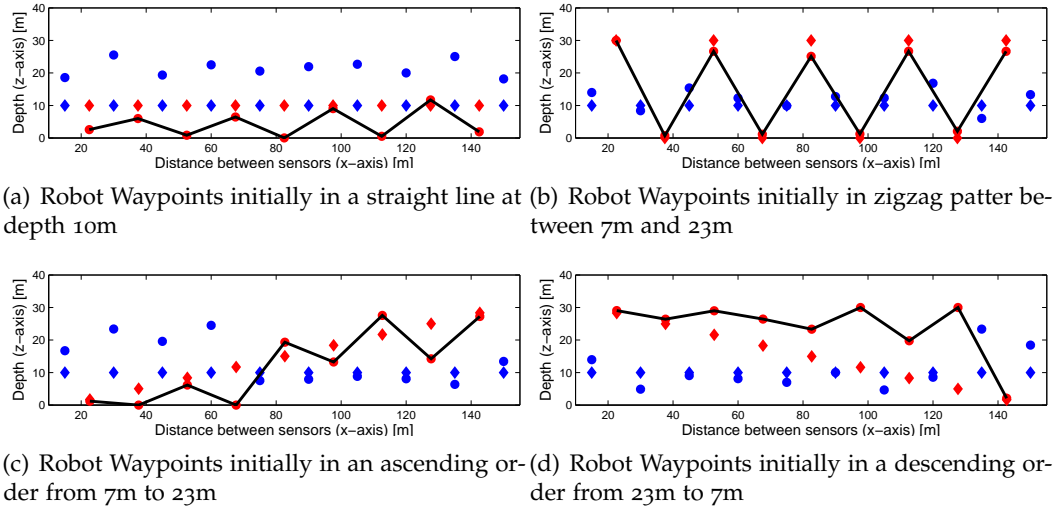 40
30
20
10
0
Depth (z−axis) [m]
20 40 60 80 100 120 140
Distance between sensors (x−axis) [m]
(a) Robot Waypoints initially in a straight line at
depth 10m
40
30
20
10
0
Depth (z−axis) [m]
20 40 60 80 100 120 140
Distance between sensors (x−axis) [m]
(b) Robot Waypoints initially in zigzag patter be-
tween 7m and 23m
40
30
20
10
0
Depth (z−axis) [m]
20 40 60 80 100 120 140
Distance between sensors (x−axis) [m]
(c) Robot Waypoints initially in an ascending or-
der from 7m to 23m
40
30
20
10
0
Depth (z−axis) [m]
20 40 60 80 100 120 140
Distance between sensors (x−axis) [m]
(d) Robot Waypoints initially in a descending or-
der from 23m to 7m